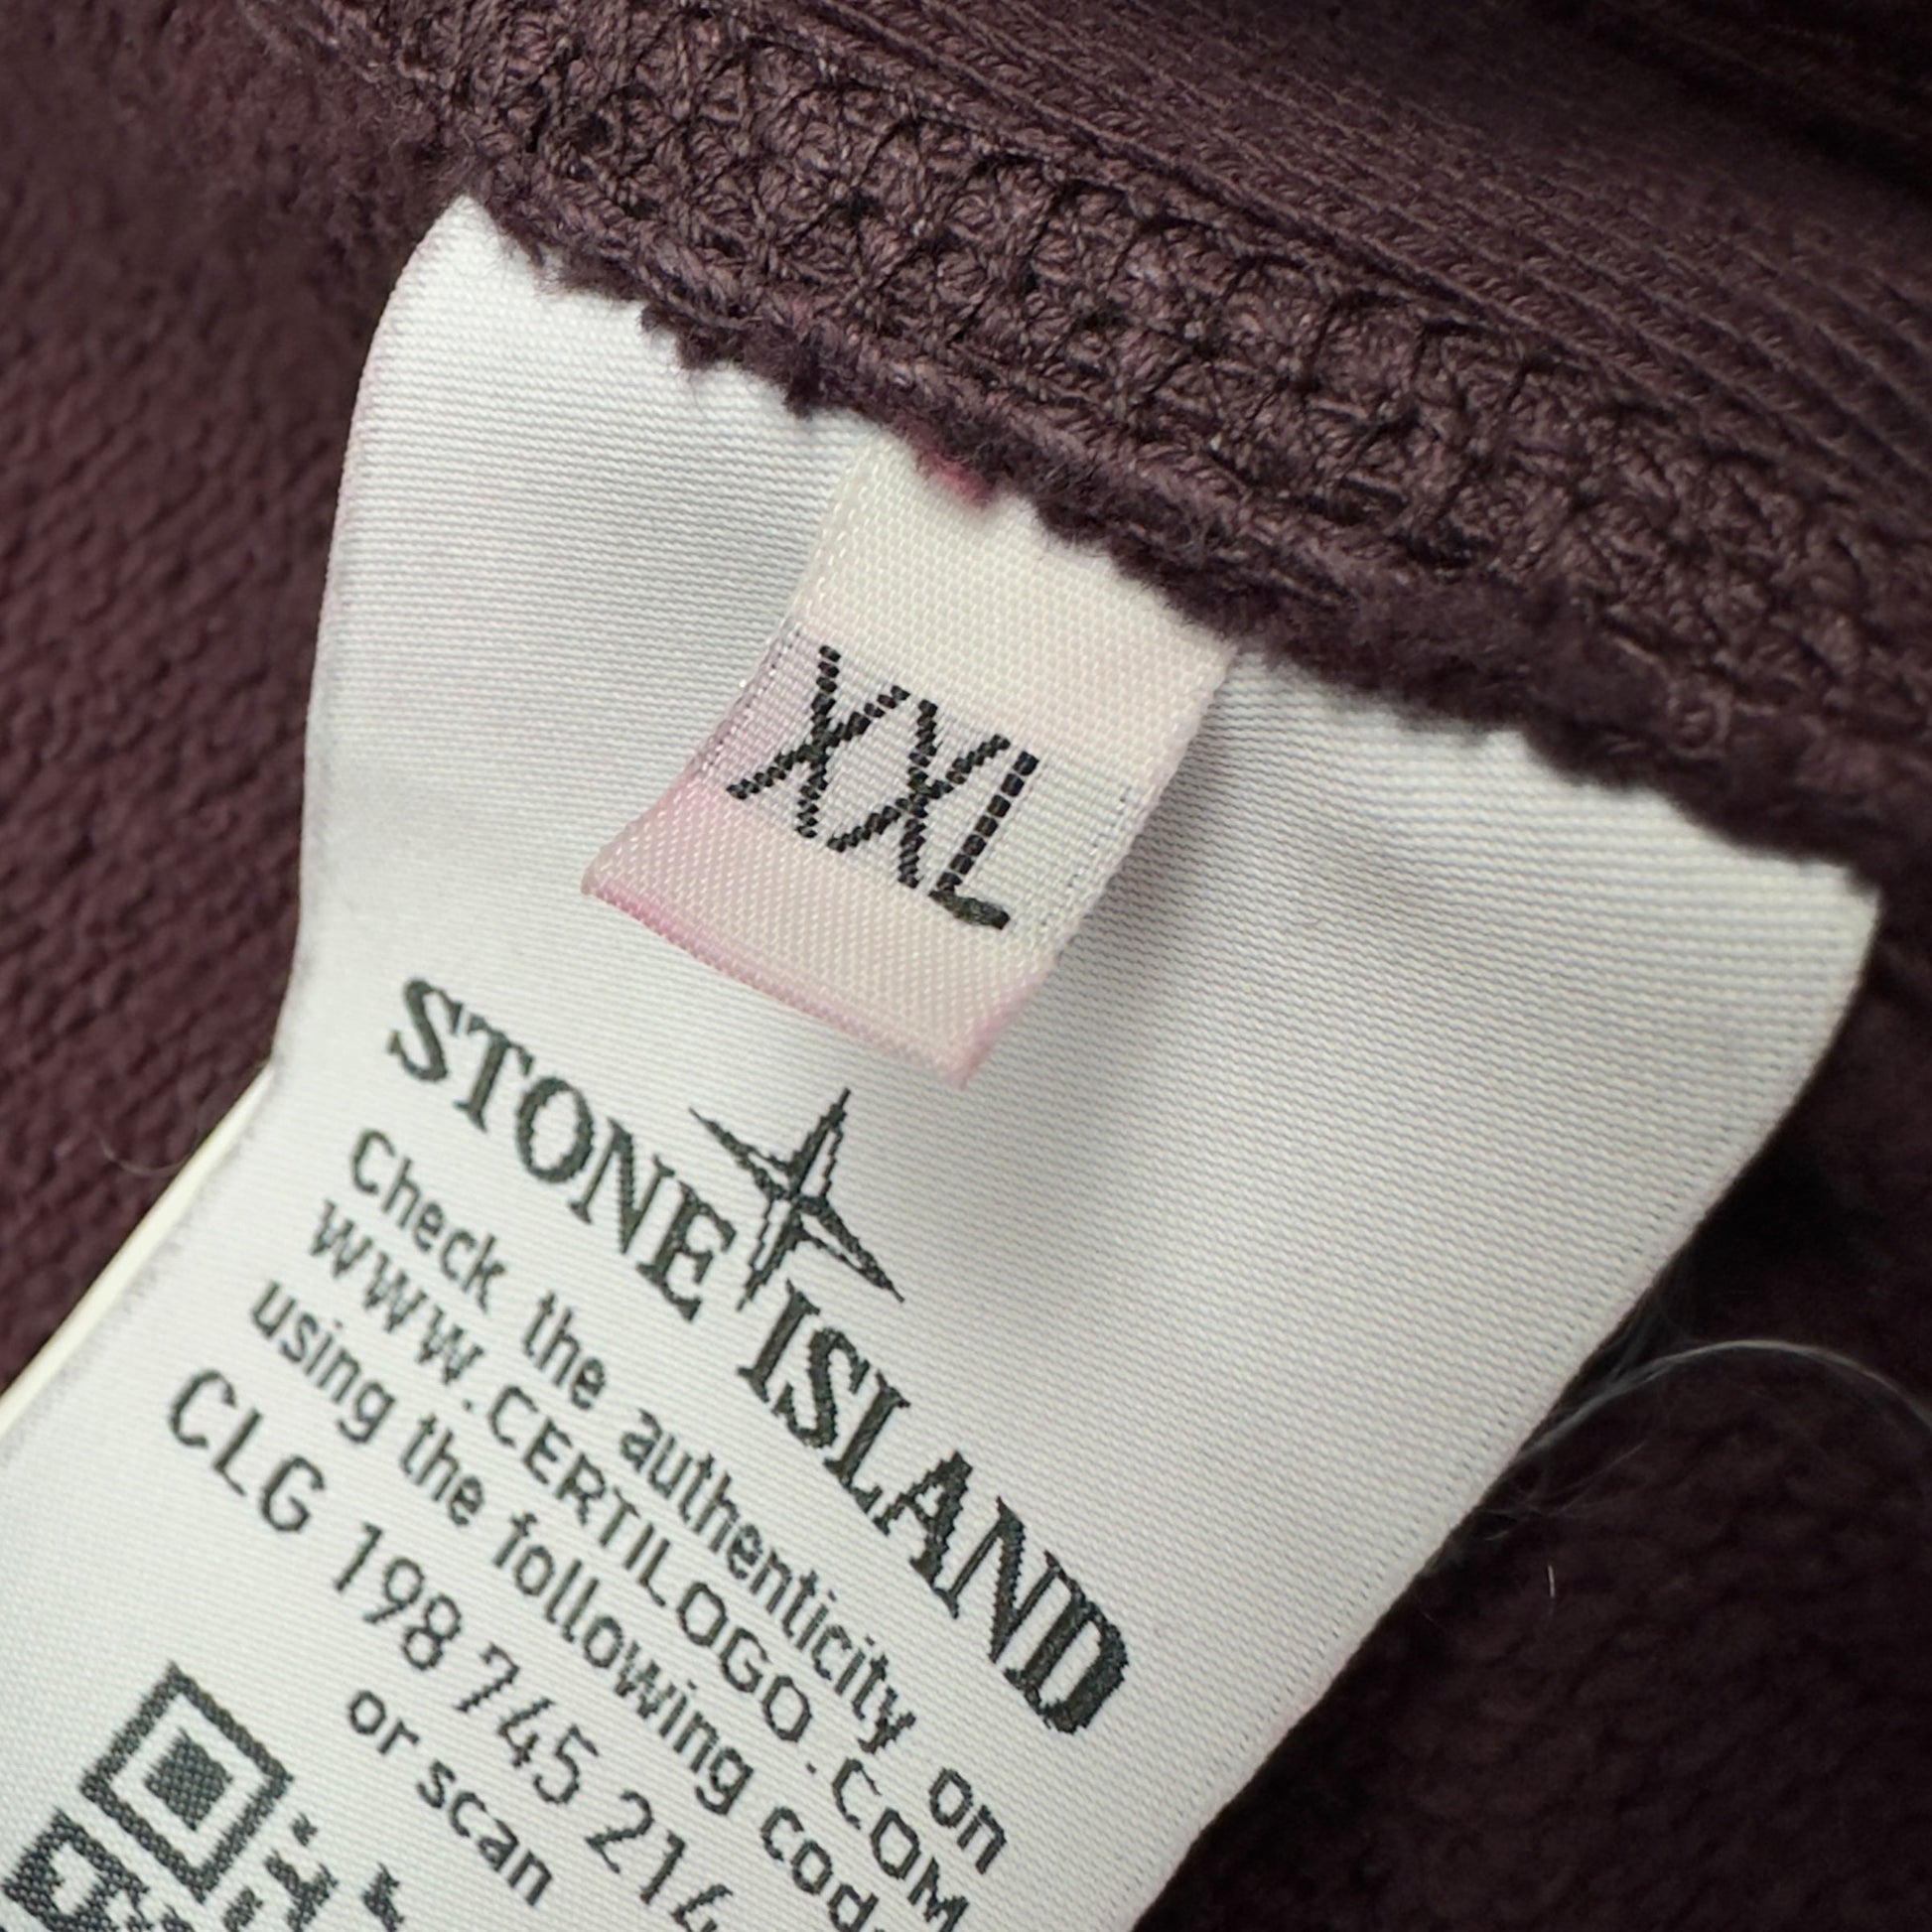 XXL
STONE ISLAND
Check the authenticity on
WWW.CERTILOGO.COM
using the following code
CLG 198 745 214
or scan